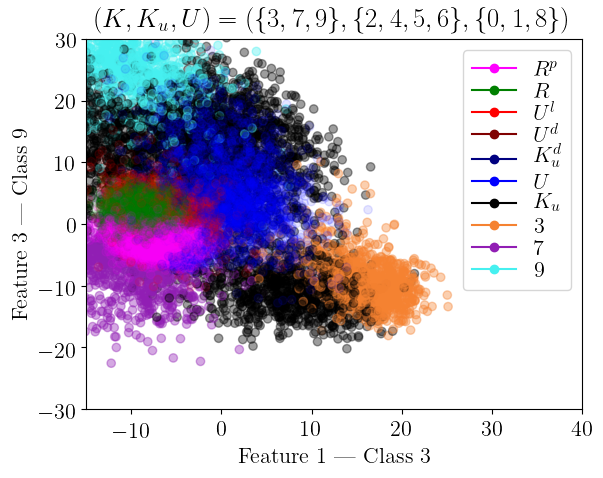 (K, K_u, U) = ({3, 7, 9}, {2, 4, 5, 6}, {0, 1, 8})
30
20
10
0
−10
−20
−30
Feature 3 — Class 9
R^p
R
U^l
U^d
K_u^d
U
K_u
3
7
9
−10 0 10 20 30 40
Feature 1 — Class 3